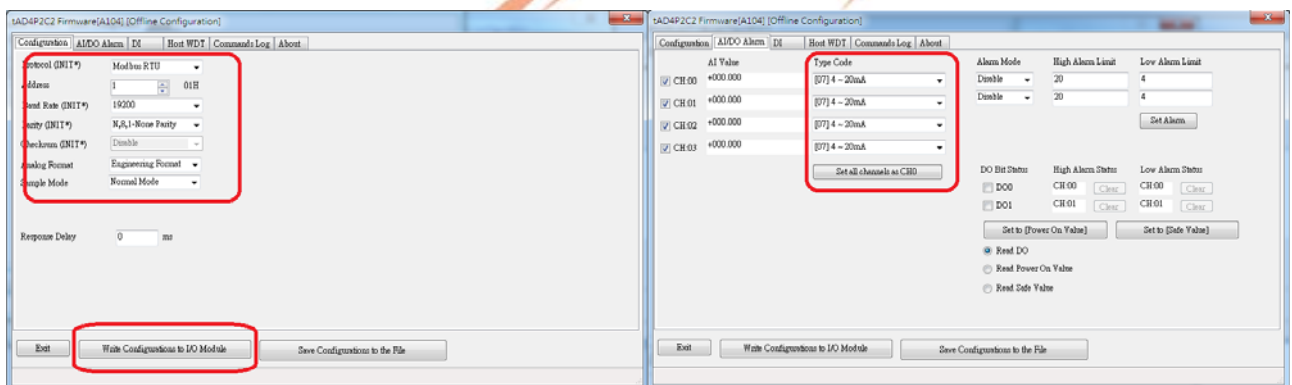 tAD4P2C2 Firmware[A104] [Offline Configuration]
Configuration AI/DO Alarm DI Host WDT Commands Log About
Protocol (INIT*) Modbus RTU
Address 1 01H
Baud Rate (INIT*) 19200
Parity (INIT*) N,8,1-None Parity
Checksum (INIT*) Disable
Analog Format Engineering Format
Sample Mode Normal Mode
Response Delay 0 ms
Exit Write Configurations to I/O Module Save Configurations to the File
tAD4P2C2 Firmware[A104] [Offline Configuration]
Configuration AI/DO Alarm DI Host WDT Commands Log About
AI Value Type Code Alarm Mode High Alarm Limit Low Alarm Limit
CH:00 +000.000 [07] 4 ~ 20mA Disable 20 4
CH:01 +000.000 [07] 4 ~ 20mA Disable 20 4
CH:02 +000.000 [07] 4 ~ 20mA Set Alarm
CH:03 +000.000 [07] 4 ~ 20mA
Set all channels as CH0
DO Bit Status High Alarm Status Low Alarm Status
DO0 CH:00 Clear CH:00 Clear
DO1 CH:01 Clear CH:01 Clear
Set to [Power On Value] Set to [Safe Value]
Read DO
Read Power On Value
Read Safe Value
Exit Write Configurations to I/O Module Save Configurations to the File